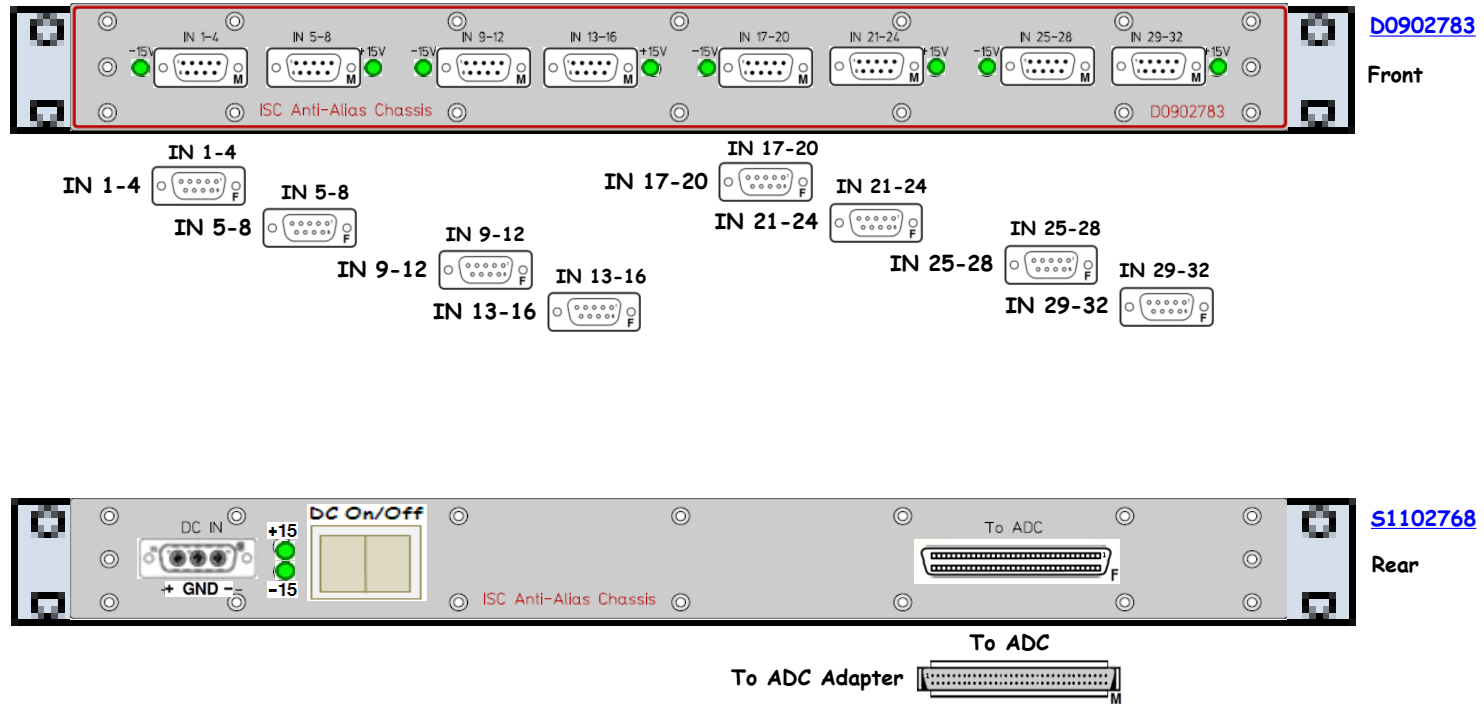 D0902783
Front
IN 1-4 IN 5-8 IN 9-12 IN 13-16 IN 17-20 IN 21-24 IN 25-28 IN 29-32
-15V +15V -15V +15V -15V +15V -15V +15V
M M M M M M M M
ISC Anti-Alias Chassis D0902783
IN 1-4
IN 1-4 F
IN 5-8
IN 5-8 F
IN 9-12
IN 9-12 F
IN 13-16
IN 13-16 F
IN 17-20
IN 17-20 F
IN 21-24
IN 21-24 F
IN 25-28
IN 25-28 F
IN 29-32
IN 29-32 F
S1102768
Rear
DC IN +15 DC On/Off To ADC
+ GND - -15 F
ISC Anti-Alias Chassis
To ADC
To ADC Adapter 1 M